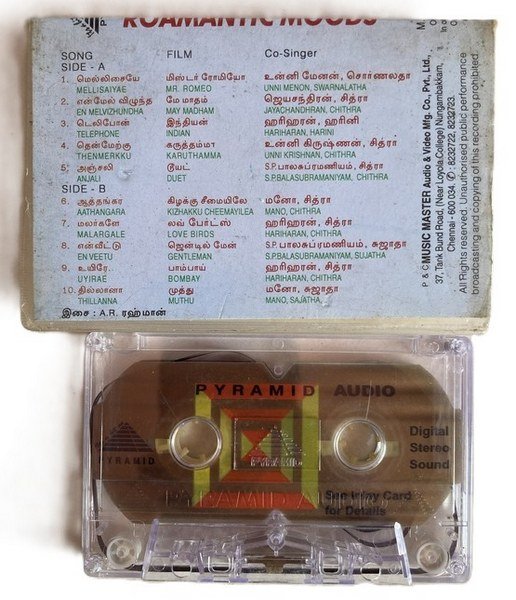 ROAMANTIC MOODS
SONG FILM Co-Singer
SIDE - A
1. மெல்லிசையே மிஸ்டர் ரோமியோ உன்னி மேனன், சொர்ணலதா
MELLISAIYAE MR. ROMEO UNNI MENON, SWARNALATHA
2. என்மேல் விழுந்த மே மாதம் ஜெயசந்திரன், சித்ரா
EN MELVIZHUNDHA MAY MADHAM JAYACHANDRAN, CHITHRA
3. டெலிபோன் இந்தியன் ஹரிஹரன், ஹரினி
TELEPHONE INDIAN HARIHARAN, HARINI
4. தென்மேற்கு கருத்தம்மா உன்னி கிருஷ்ணன், சித்ரா
THENMERKKU KARUTHAMMA UNNI KRISHNAN, CHITHRA
5. அஞ்சலி டூயட் S.P.பாலசுப்ரமணியம், சித்ரா
ANJALI DUET S.P.BALASUBRAMANIYAM, CHITHRA
SIDE - B
6. ஆத்தங்கர கிழக்கு சீமையிலே மனோ, சித்ரா
AATHANGARA KIZHAKKU CHEEMAYILEA MANO, CHITHRA
7. மலர்களே லவ் போர்ட்ஸ் ஹரிஹரன், சித்ரா
MALARGALE LOVE BIRDS HARIHARAN, CHITHRA
8. என்வீட்டு ஜென்டில் மேன் S.P. பாலசுப்ரமணியம், சுஜாதா
EN VEETU GENTLEMAN S.P.BALASUBRAMANIYAM, SUJATHA
9. உயிரே. பாம்பாய் ஹரிஹரன், சித்ரா
UYIRAE BOMBAY HARIHARAN, CHITHRA
10. தில்லானா முத்து மனோ, சுஜாதா
THILLANNA MUTHU MANO, SAJATHA,
இசை : A.R. ரஹ்மான்
P & C MUSIC MASTER Audio & Video Mfg. Co. Pvt., Ltd.,
37, Tank Bund Road, (Near Loyola College) Nungambakkam,
Chennai - 600 034. ✆ : 8232722, 8232723.
All Rights reserved. Unauthorised public performance
broadcasting and copying of this recording prohibited.
PYRAMID AUDIO
PYRAMID
PYRAMID
Digital
Stereo
Sound
PYRAMID AUDIO
See Inlay Card
for Details